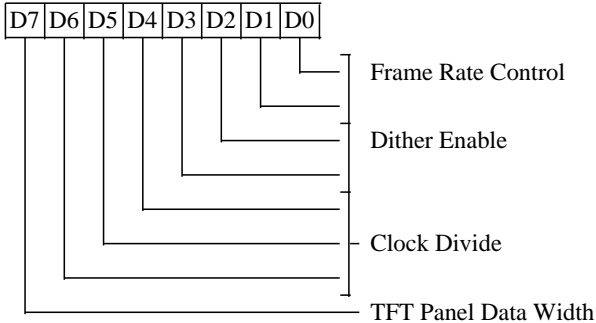 D7 D6 D5 D4 D3 D2 D1 D0
Frame Rate Control
Dither Enable
Clock Divide
TFT Panel Data Width